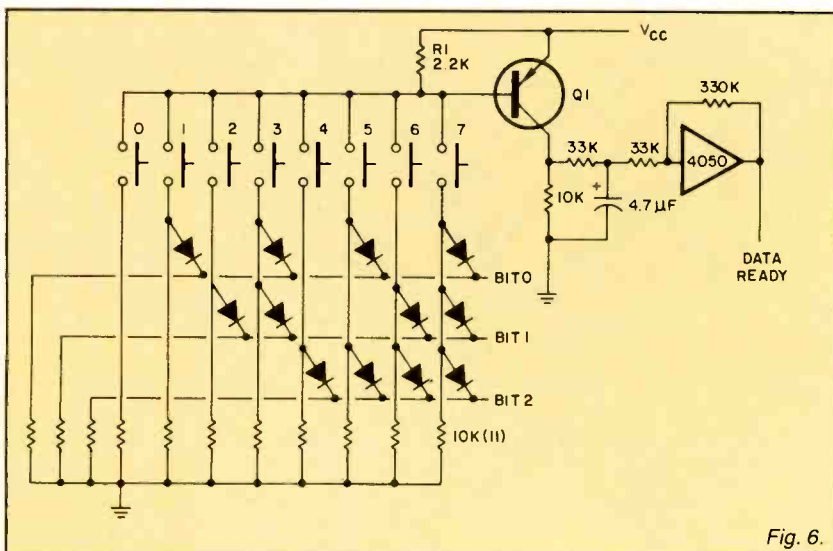 VCC
R1
2.2K
Q1
330K
0 1 2 3 4 5 6 7
33K 33K
4050
10K
+
4.7µF
DATA
READY
BIT0
BIT1
BIT2
10K(11)
Fig. 6.